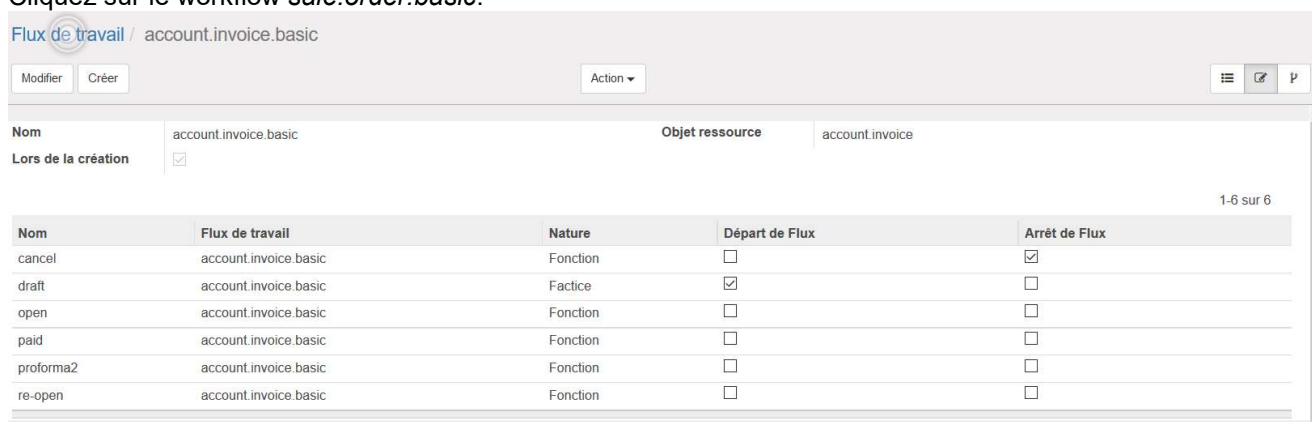 Cliquez sur le workflow sale.order.basic.
Flux de travail / account.invoice.basic
Modifier Créer Action
Nom account.invoice.basic Objet ressource account.invoice
Lors de la création
1-6 sur 6
Nom Flux de travail Nature Départ de Flux Arrêt de Flux
cancel account.invoice.basic Fonction
draft account.invoice.basic Factice
open account.invoice.basic Fonction
paid account.invoice.basic Fonction
proforma2 account.invoice.basic Fonction
re-open account.invoice.basic Fonction